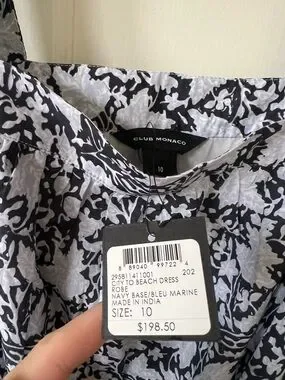 CLUB MONACO
10
8 89040 99722 4
295811411001 202
CITY TO BEACH DRESS
ROBE
NAVY BASE/BLEU MARINE
MADE IN INDIA
SIZE: 10
$198.50